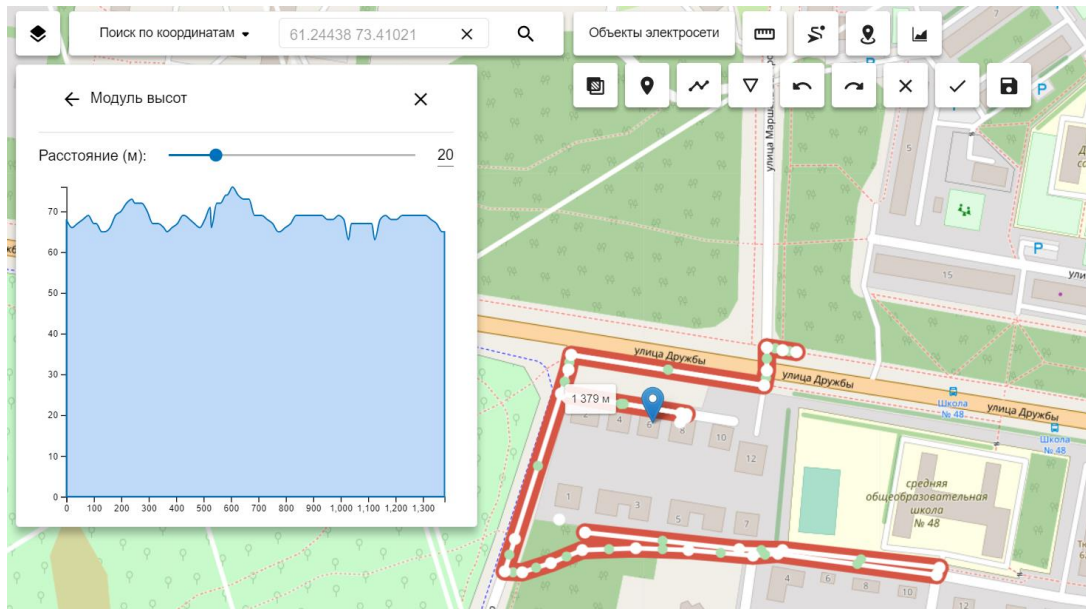 Поиск по координатам
61.24438 73.41021
Объекты электросети
Модуль высот
Расстояние (м):
20
70
60
50
40
30
20
10
0
0 100 200 300 400 500 600 700 800 900 1,000 1,100 1,200 1,300
7
P
P
5
15
P
улица Дружбы
улица Дружбы
улица Дружбы
1 379 м
Школа
№ 48
Школа
№ 48
4
6
8
10
12
1
3
5
7
средняя
общеобразовательная
школа
№ 48
4
6
8
10
12